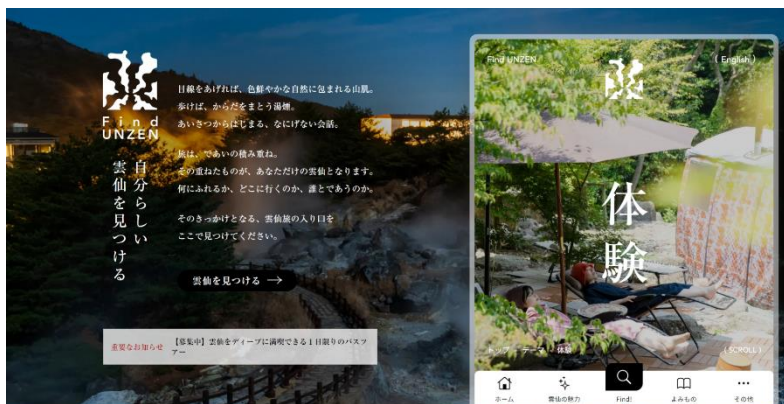 Find
UNZEN
自分らしい
雲仙を見つける
目線をあげれば、色鮮やかな自然に包まれる山肌。
歩けば、からだをまとう湯煙。
あいさつからはじまる、なにげない会話。
旅は、であいの積み重ね。
その重ねたものが、あなただけの雲仙となります。
何にふれるか、どこに行くのか、誰とであうのか。
そのきっかけとなる、雲仙旅の入り口を
ここで見つけてください。
雲仙を見つける →
重要なお知らせ
【募集中】雲仙をディープに満喫できる1日限りのバスツ
アー
Find UNZEN
( English )
体験
トップ テーマ 体験
( SCROLL )
ホーム
雲仙の魅力
Find!
よみもの
その他